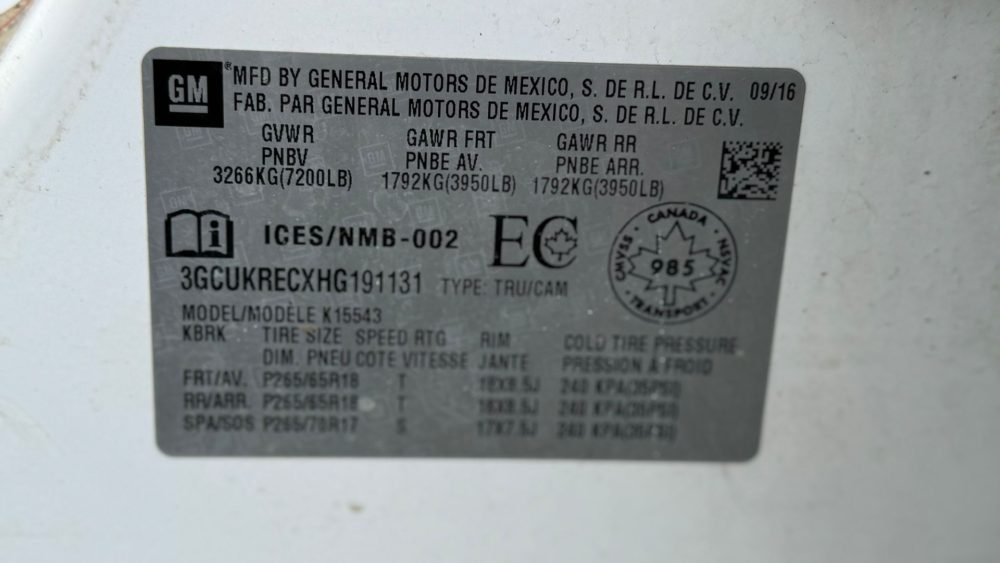 GM
® MFD BY GENERAL MOTORS DE MEXICO, S. DE R.L. DE C.V. 09/16
FAB. PAR GENERAL MOTORS DE MEXICO, S. DE R.L. DE C.V.
GVWR GAWR FRT GAWR RR
PNBV PNBE AV. PNBE ARR.
3266KG(7200LB) 1792KG(3950LB) 1792KG(3950LB)
i ICES/NMB-002 EC
CANADA
CMVSS 985 NSVAC
TRANSPORT
3GCUKRECXHG191131 TYPE: TRU/CAM
MODEL/MODÈLE K15543
KBRK TIRE SIZE SPEED RTG RIM COLD TIRE PRESSURE
DIM. PNEU COTE VITESSE JANTE PRESSION À FROID
FRT/AV. P265/65R18 T 18X8.5J 240 KPA(35PSI)
RR/ARR. P265/65R18 T 18X8.5J 240 KPA(35PSI)
SPA/SOS P265/70R17 S 17X7.5J 240 KPA(35PSI)